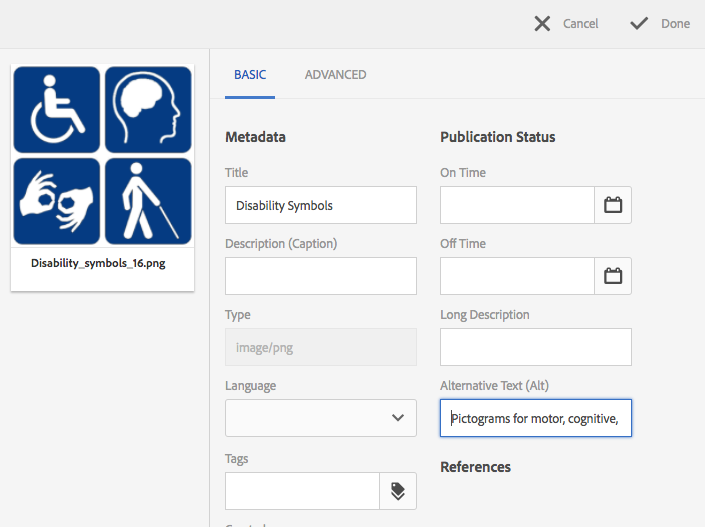 Cancel
Done
Disability_symbols_16.png
BASIC
ADVANCED
Metadata
Title
Disability Symbols
Description (Caption)
Type
image/png
Language
Tags
Publication Status
On Time
Off Time
Long Description
Alternative Text (Alt)
Pictograms for motor, cognitive,
References